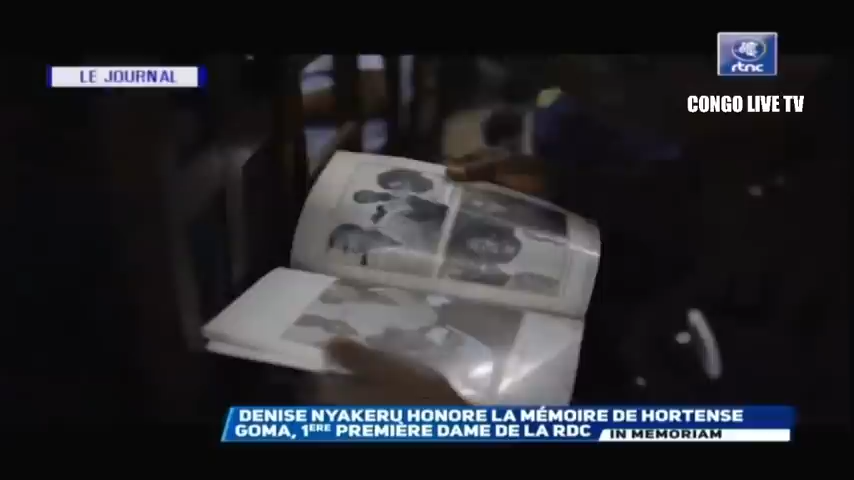 LE JOURNAL
rtnc
CONGO LIVE TV
DENISE NYAKERU HONORE LA MÉMOIRE DE HORTENSE
GOMA, 1ERE PREMIÈRE DAME DE LA RDC
IN MEMORIAM